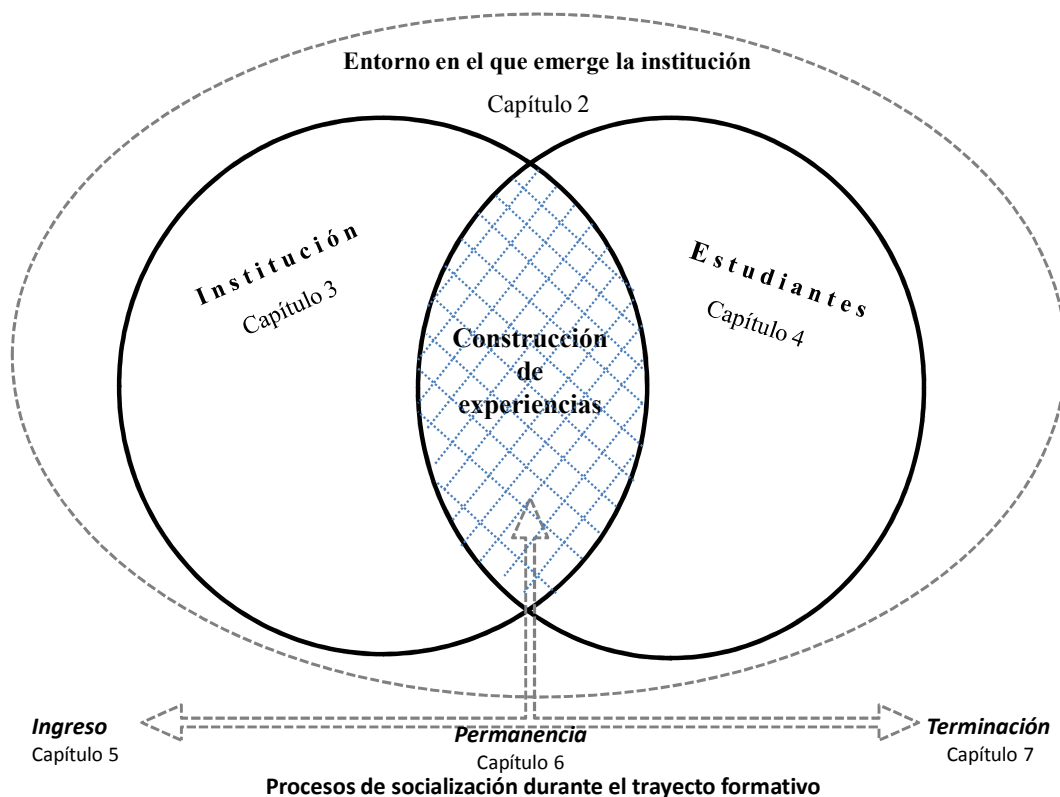 Entorno en el que emerge la institución
Capítulo 2
Institución
Capítulo 3
Estudiantes
Capítulo 4
Construcción
de
experiencias
Ingreso
Capítulo 5
Permanencia
Capítulo 6
Terminación
Capítulo 7
Procesos de socialización durante el trayecto formativo